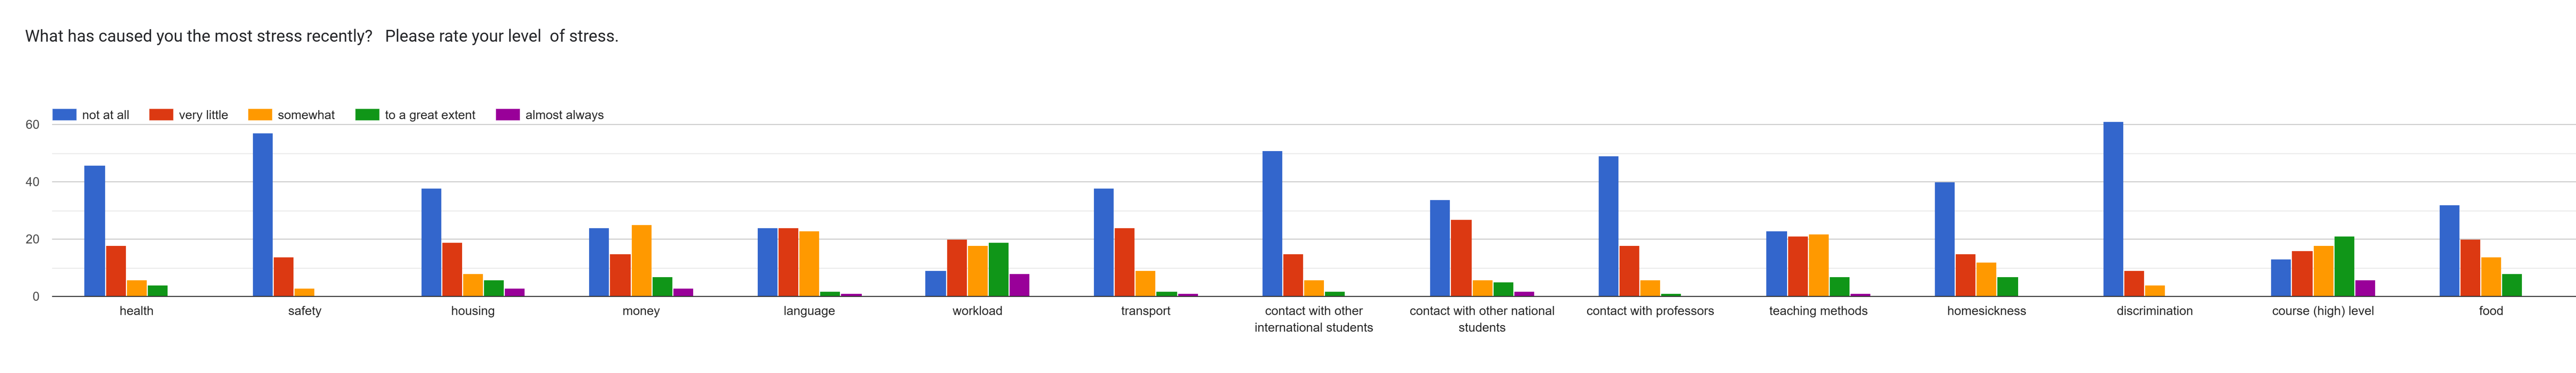 What has caused you the most stress recently?   Please rate your level  of stress.
not at all very little somewhat to a great extent almost always
60
40
20
0
health safety housing money language workload transport contact with other international students contact with other national students contact with professors teaching methods homesickness discrimination course (high) level food